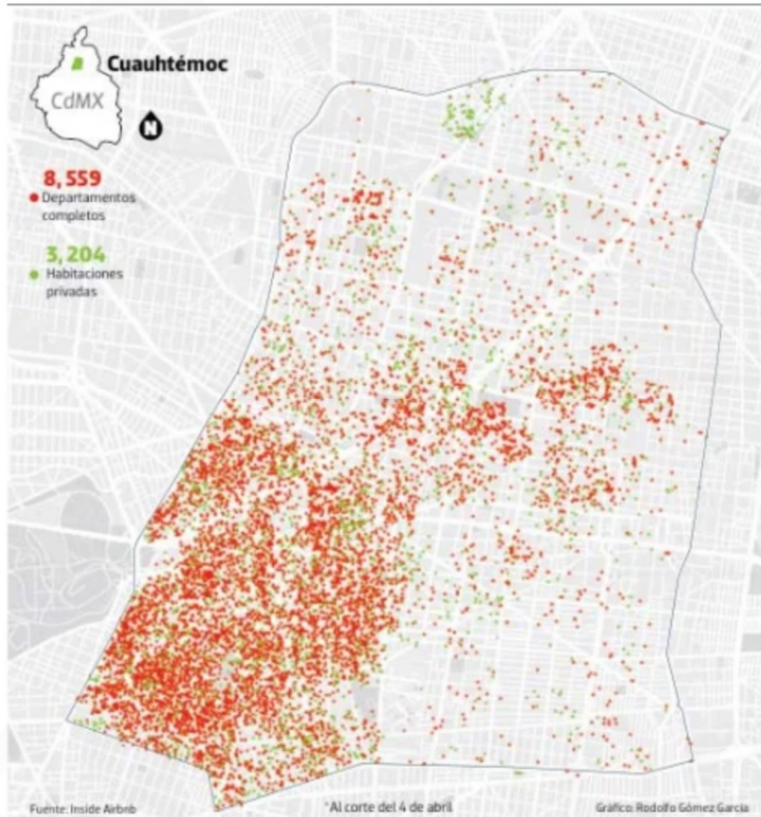 Cuauhtémoc
CdMX
N
8,559
Departamentos
completos
3,204
Habitaciones
privadas
Fuente: Inside Airbnb
*Al corte del 4 de abril
Gráfico: Rodolfo Gómez García